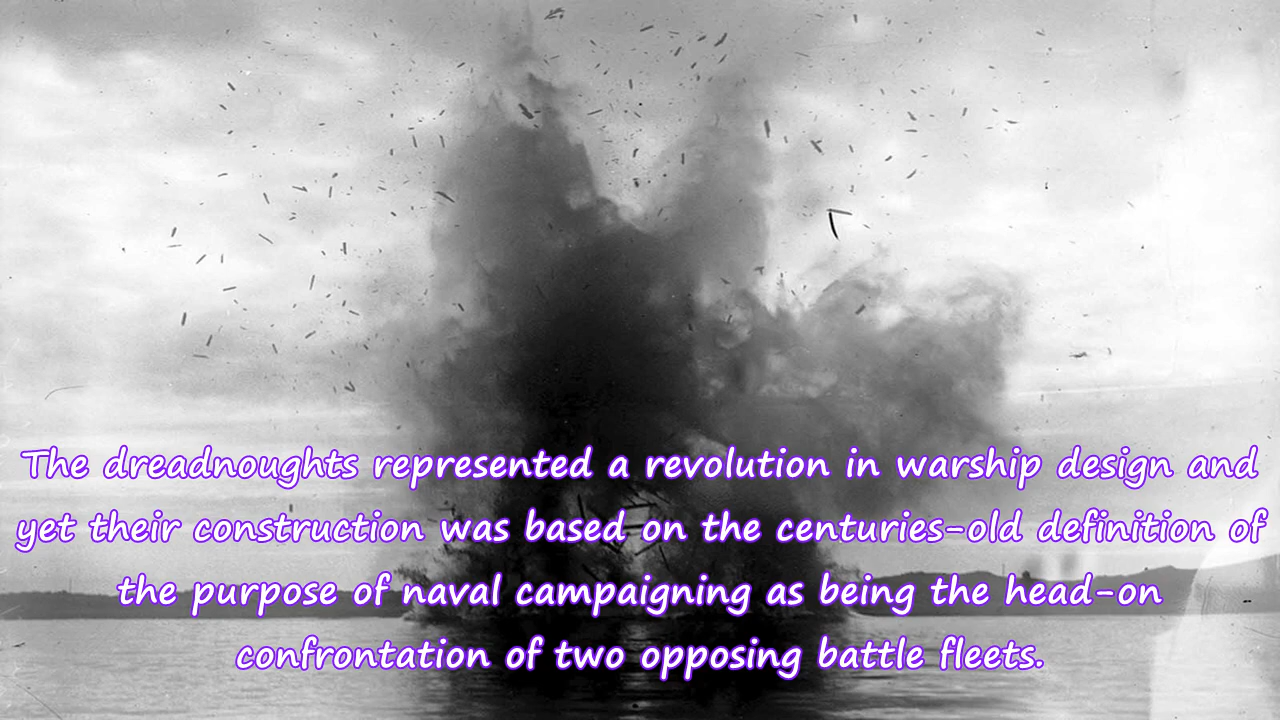 The dreadnoughts represented a revolution in warship design and
yet their construction was based on the centuries-old definition of
the purpose of naval campaigning as being the head-on
confrontation of two opposing battle fleets.